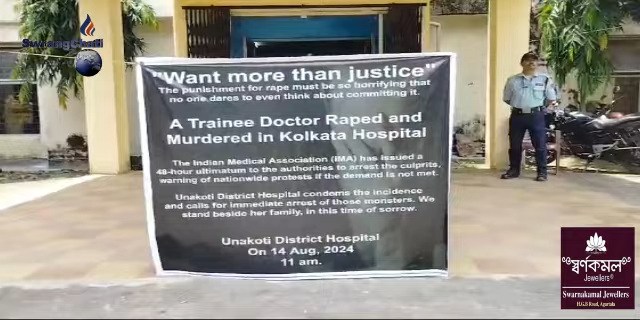 Swrangchati
"Want more than justice"
The punishment for rape must be so horrifying that
no one dares to even think about committing it.
A Trainee Doctor Raped and
Murdered in Kolkata Hospital
The Indian Medical Association (IMA) has issued a
48-hour ultimatum to the authorities to arrest the culprits,
warning of nationwide protests if the demand is not met.
Unakoti District Hospital condems the incidence
and calls for immediate arrest of those monsters. We
stand beside her family, in this time of sorrow.
Unakoti District Hospital
On 14 Aug, 2024
11 am.
স্বর্ণকমল
Jewellers
Swarnakamal Jewellers
H.G.B Road, Agartala